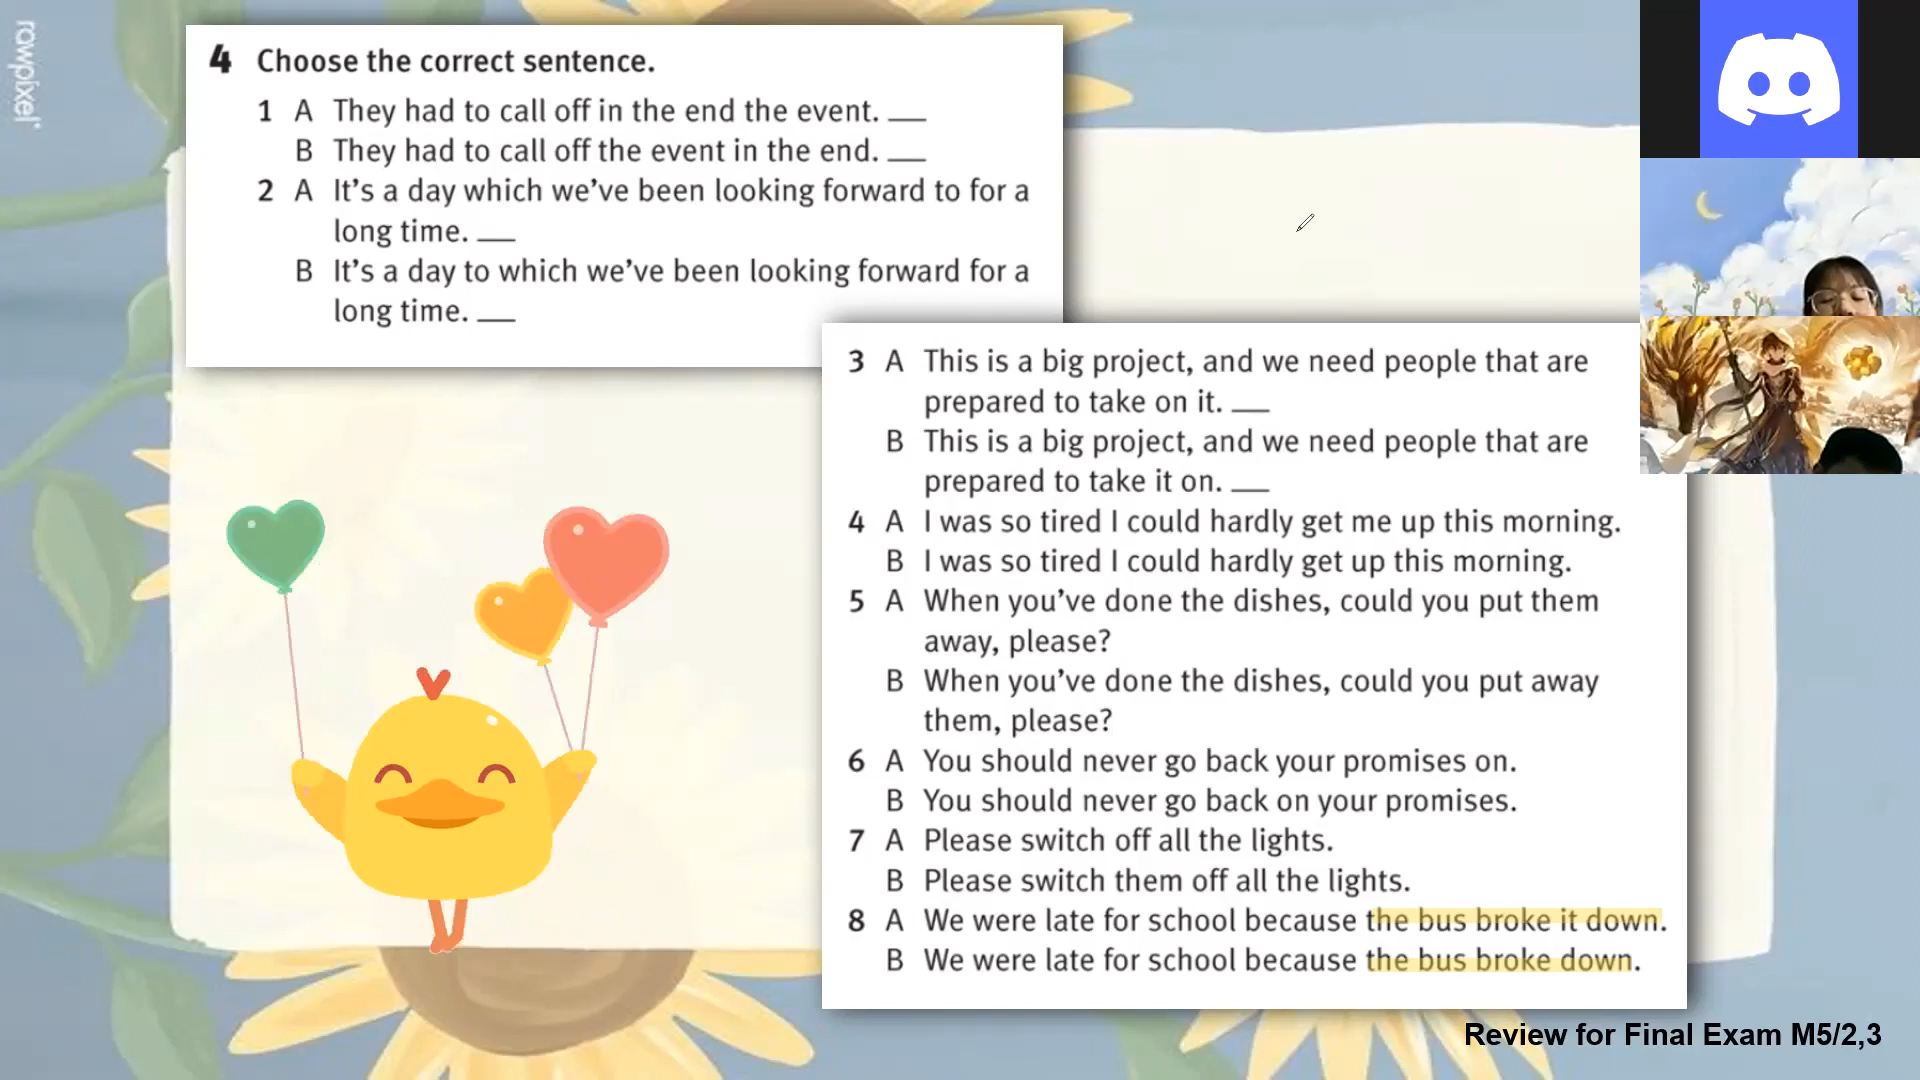 rawpixel
4 Choose the correct sentence.
1 A They had to call off in the end the event. __
B They had to call off the event in the end. __
2 A It's a day which we've been looking forward to for a
long time. __
B It's a day to which we've been looking forward for a
long time. __
3 A This is a big project, and we need people that are
prepared to take on it. __
B This is a big project, and we need people that are
prepared to take it on. __
4 A I was so tired I could hardly get me up this morning.
B I was so tired I could hardly get up this morning.
5 A When you've done the dishes, could you put them
away, please?
B When you've done the dishes, could you put away
them, please?
6 A You should never go back your promises on.
B You should never go back on your promises.
7 A Please switch off all the lights.
B Please switch them off all the lights.
8 A We were late for school because the bus broke it down.
B We were late for school because the bus broke down.
Review for Final Exam M5/2,3